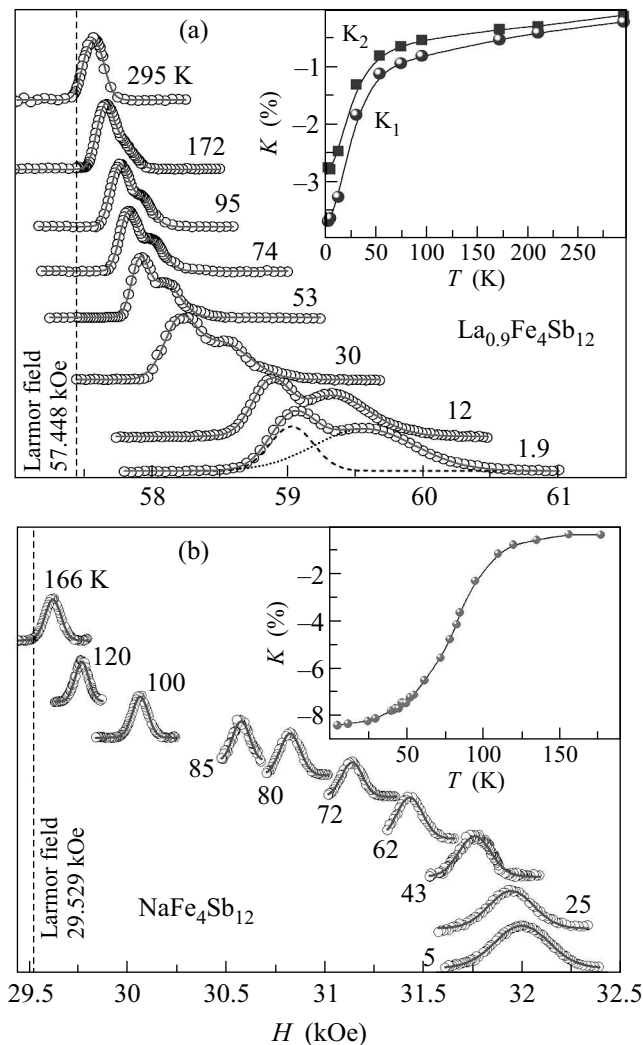 (a)
295 K
172
95
74
53
30
12
1.9
Larmor field
57.448 kOe
La0.9Fe4Sb12
K2
K1
K (%)
–1
–2
–3
0 50 100 150 200 250
T (K)
58 59 60 61
(b)
166 K
120
100
85
80
72
62
43
25
5
Larmor field
29.529 kOe
NaFe4Sb12
K (%)
–2
–4
–6
–8
50 100 150
T (K)
29.5 30 30.5 31 31.5 32 32.5
H (kOe)